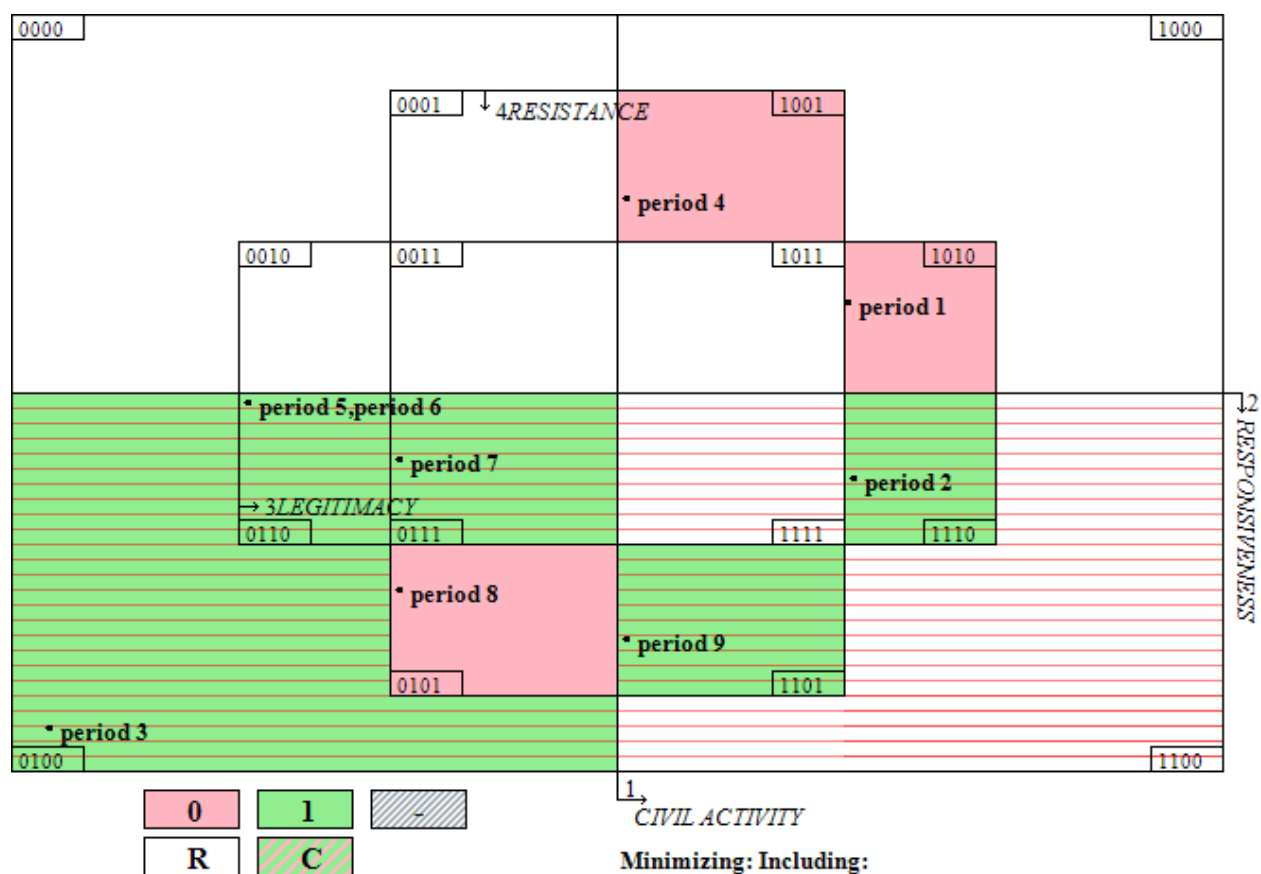 0000 1000
0001 4RESISTANCE 1001
period 4
0010 0011 1011 1010
period 1
period 5,period 6
2
RESPONSIVENESS
period 7
period 2
3LEGITIMACY
0110 0111 1111 1110
period 8
period 9
0101 1101
period 3
0100 1100
1
CIVIL ACTIVITY
0 1 -
R C
Minimizing: Including: